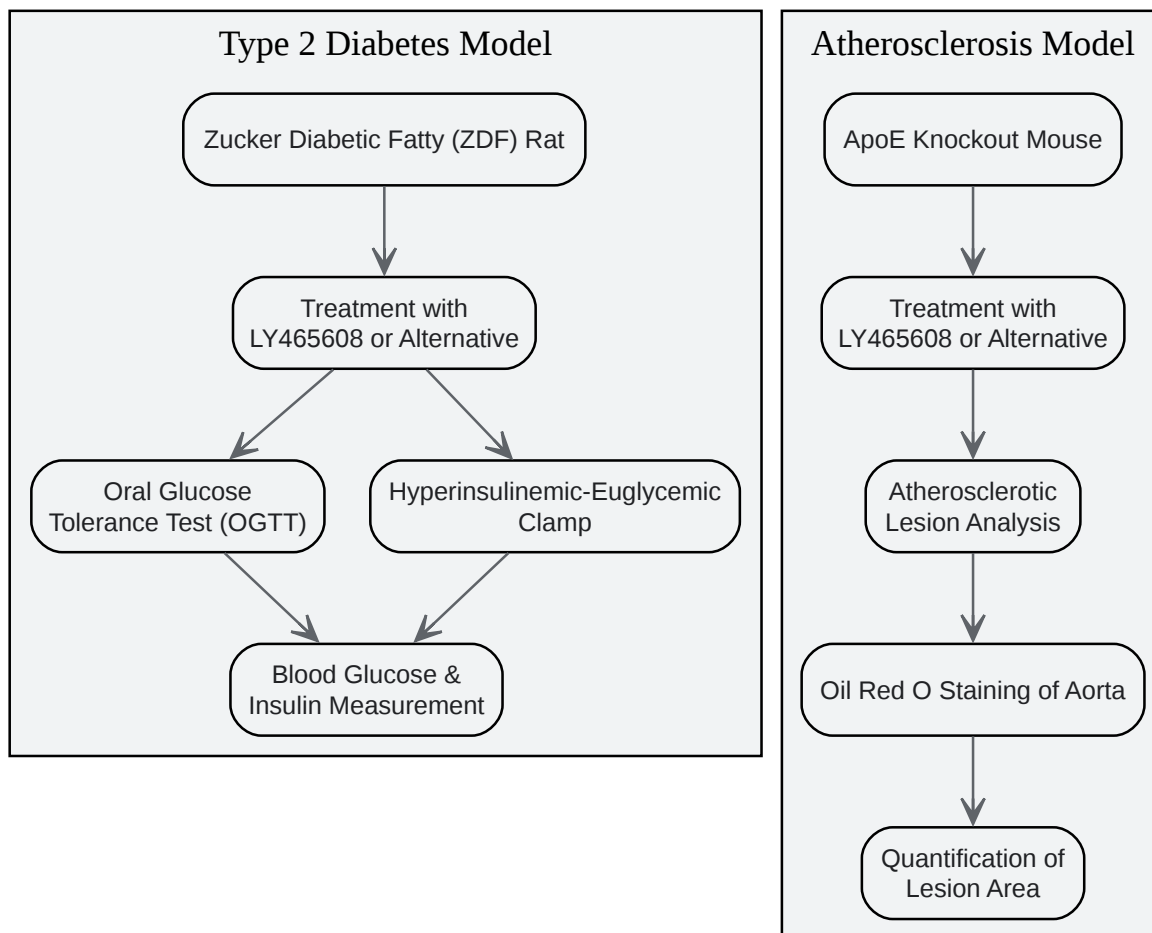 Type 2 Diabetes Model
Zucker Diabetic Fatty (ZDF) Rat
Treatment with
LY465608 or Alternative
Oral Glucose
Tolerance Test (OGTT)
Hyperinsulinemic-Euglycemic
Clamp
Blood Glucose &
Insulin Measurement
Atherosclerosis Model
ApoE Knockout Mouse
Treatment with
LY465608 or Alternative
Atherosclerotic
Lesion Analysis
Oil Red O Staining of Aorta
Quantification of
Lesion Area